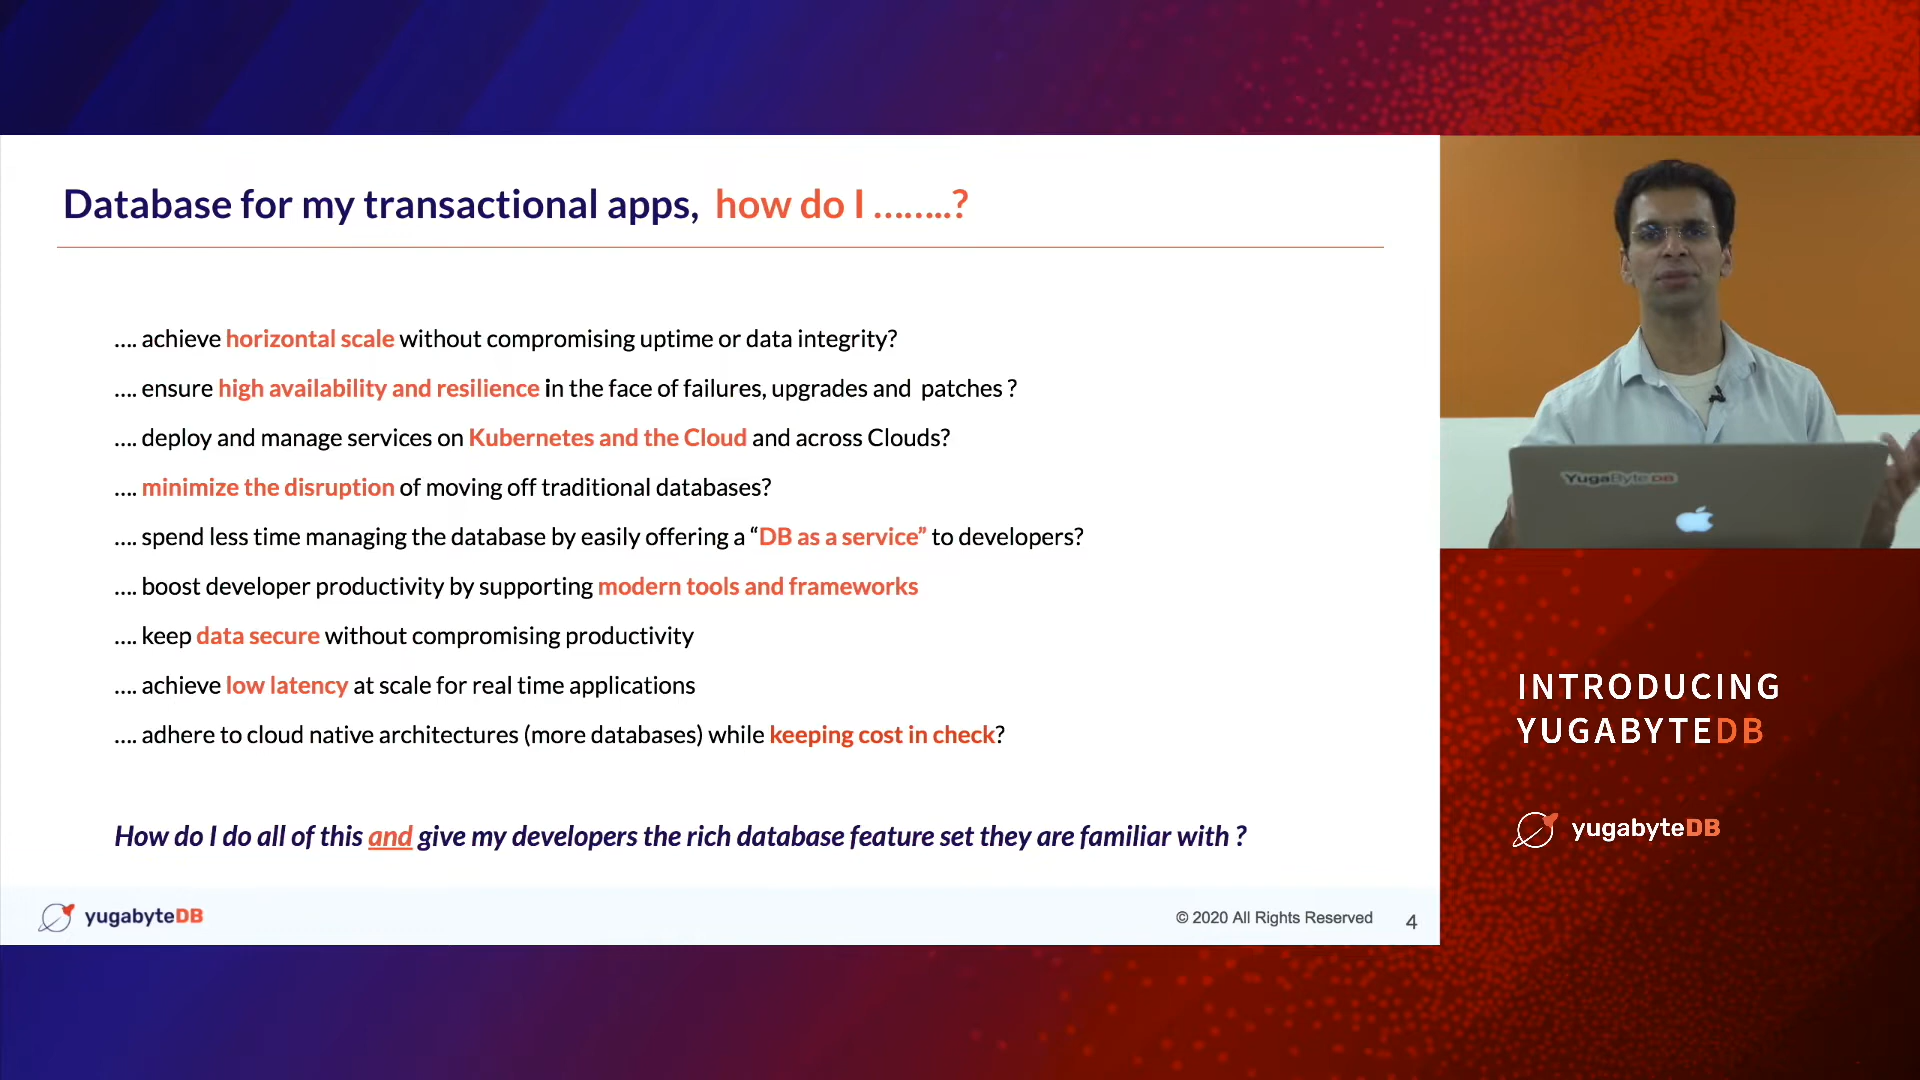 Database for my transactional apps, how do I ……..?
…. achieve horizontal scale without compromising uptime or data integrity?
…. ensure high availability and resilience in the face of failures, upgrades and patches ?
…. deploy and manage services on Kubernetes and the Cloud and across Clouds?
…. minimize the disruption of moving off traditional databases?
…. spend less time managing the database by easily offering a “DB as a service” to developers?
…. boost developer productivity by supporting modern tools and frameworks
…. keep data secure without compromising productivity
…. achieve low latency at scale for real time applications
…. adhere to cloud native architectures (more databases) while keeping cost in check?
How do I do all of this and give my developers the rich database feature set they are familiar with ?
yugabyteDB
© 2020 All Rights Reserved
4
YugaByteDB
INTRODUCING
YUGABYTEDB
yugabyteDB